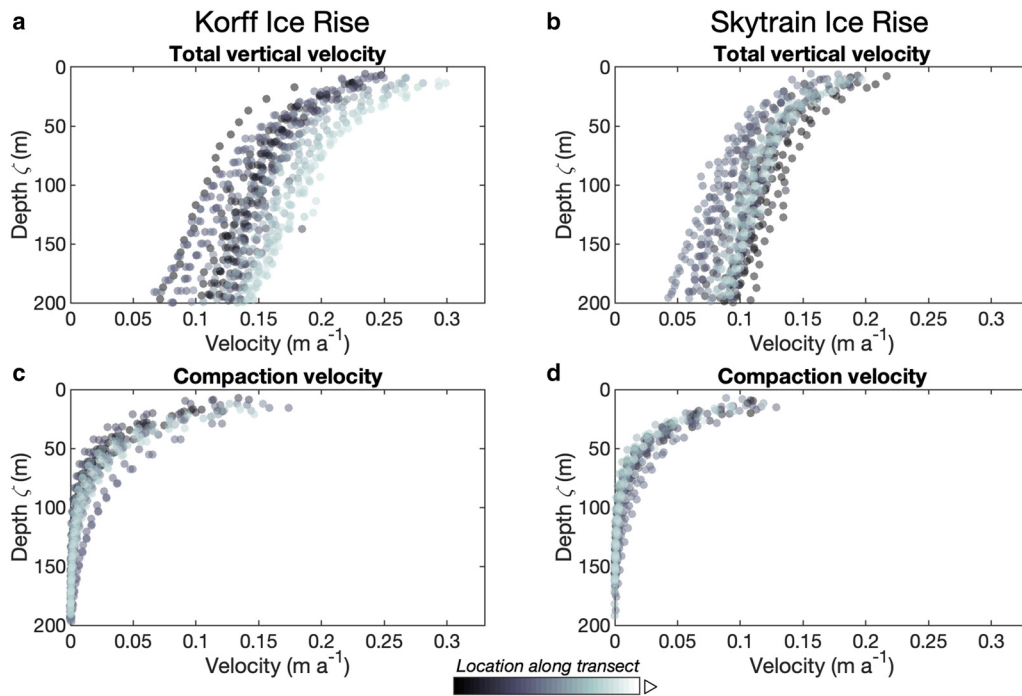 a Korff Ice Rise
Total vertical velocity
0
50
100
150
200
Depth ζ (m)
0 0.05 0.1 0.15 0.2 0.25 0.3
Velocity (m a⁻¹)
b Skytrain Ice Rise
Total vertical velocity
0
50
100
150
200
Depth ζ (m)
0 0.05 0.1 0.15 0.2 0.25 0.3
Velocity (m a⁻¹)
c Compaction velocity
0
50
100
150
200
Depth ζ (m)
0 0.05 0.1 0.15 0.2 0.25 0.3
Velocity (m a⁻¹)
d Compaction velocity
0
50
100
150
200
Depth ζ (m)
0 0.05 0.1 0.15 0.2 0.25 0.3
Velocity (m a⁻¹)
Location along transect